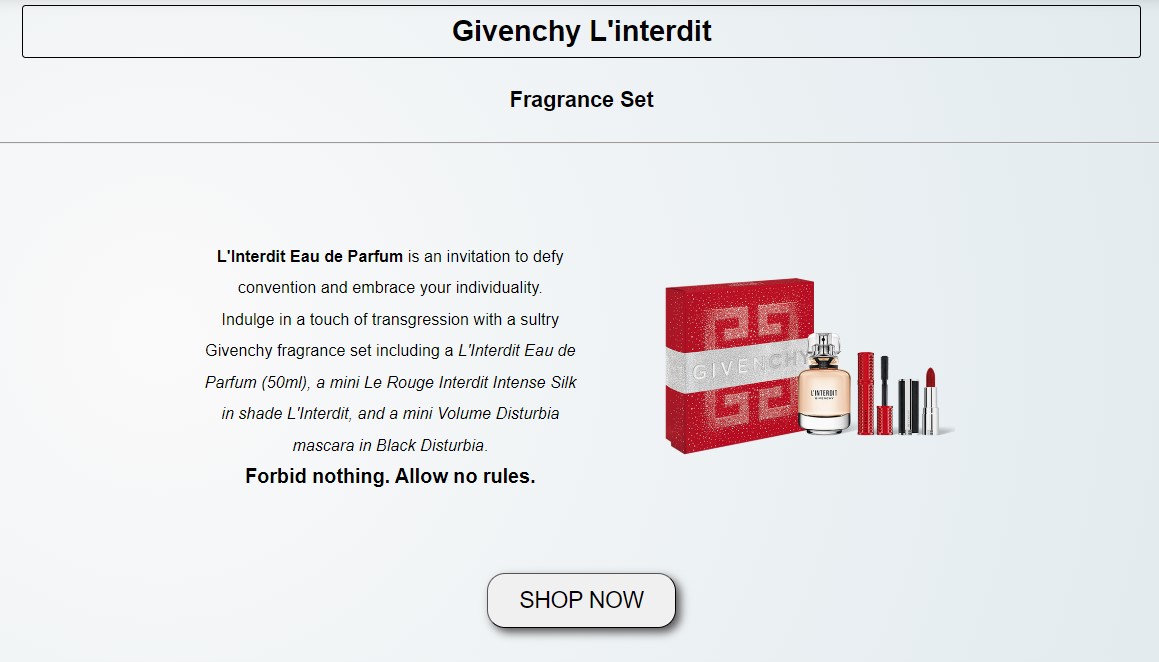 Givenchy L'interdit
Fragrance Set
L'Interdit Eau de Parfum is an invitation to defy
convention and embrace your individuality.
Indulge in a touch of transgression with a sultry
Givenchy fragrance set including a L'Interdit Eau de
Parfum (50ml), a mini Le Rouge Interdit Intense Silk
in shade L'Interdit, and a mini Volume Disturbia
mascara in Black Disturbia.
Forbid nothing. Allow no rules.
GIVENCHY
L'INTERDIT
GIVENCHY
SHOP NOW